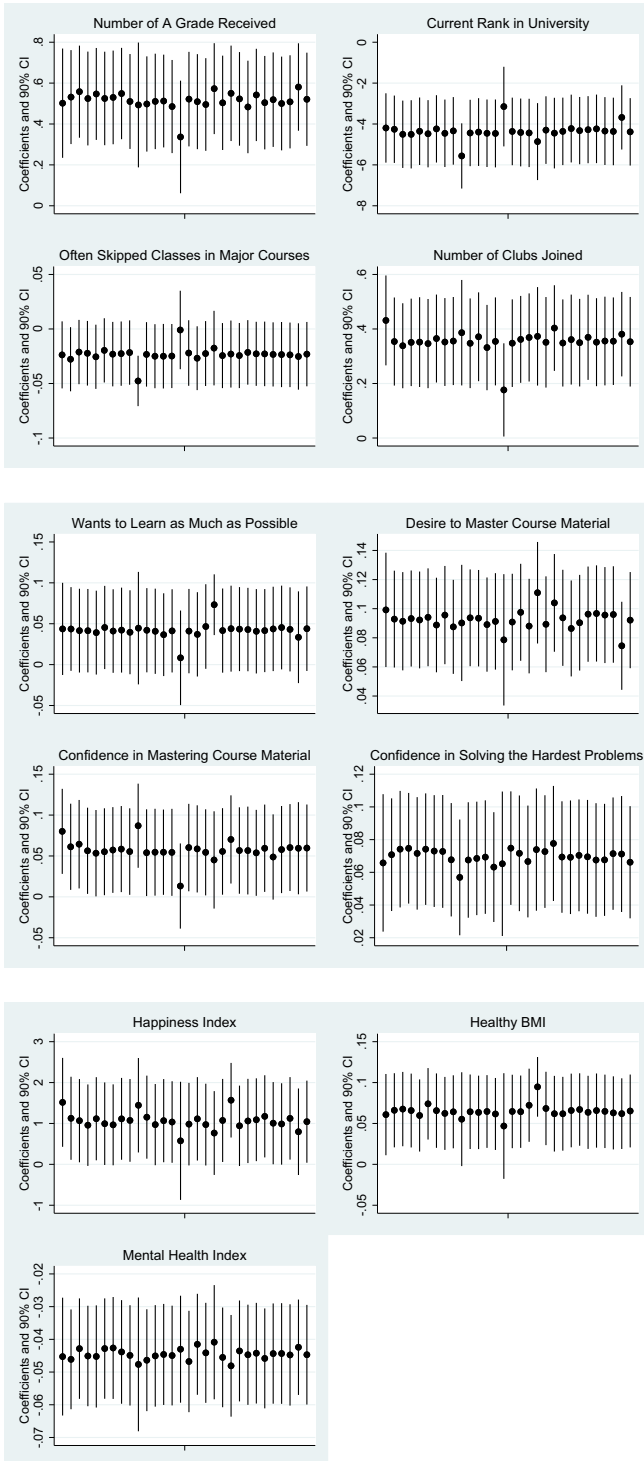 Number of A Grade Received
Coefficients and 90% CI
.8
.6
.4
.2
0
Current Rank in University
Coefficients and 90% CI
0
-2
-4
-6
-8
Often Skipped Classes in Major Courses
Coefficients and 90% CI
.05
0
-.05
-.1
Number of Clubs Joined
Coefficients and 90% CI
.6
.4
.2
0
Wants to Learn as Much as Possible
Coefficients and 90% CI
.15
.1
.05
0
-.05
Desire to Master Course Material
Coefficients and 90% CI
.14
.12
.1
.08
.06
.04
Confidence in Mastering Course Material
Coefficients and 90% CI
.15
.1
.05
0
-.05
Confidence in Solving the Hardest Problems
Coefficients and 90% CI
.12
.1
.08
.06
.04
.02
Happiness Index
Coefficients and 90% CI
3
2
1
0
-1
Healthy BMI
Coefficients and 90% CI
.15
.1
.05
0
-.05
Mental Health Index
Coefficients and 90% CI
-.02
-.03
-.04
-.05
-.06
-.07